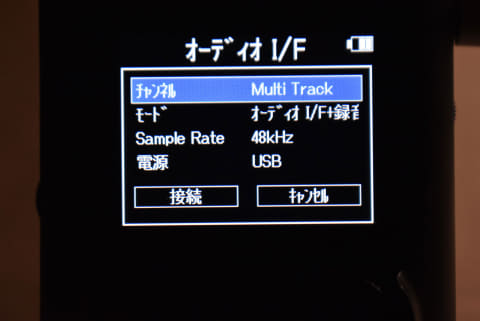 ｵｰﾃﾞｨｵ I/F
ﾁｬﾝﾈﾙ Multi Track
ﾓｰﾄﾞ ｵｰﾃﾞｨｵ I/F+録音
Sample Rate 48kHz
電源 USB
接続 ｷｬﾝｾﾙ